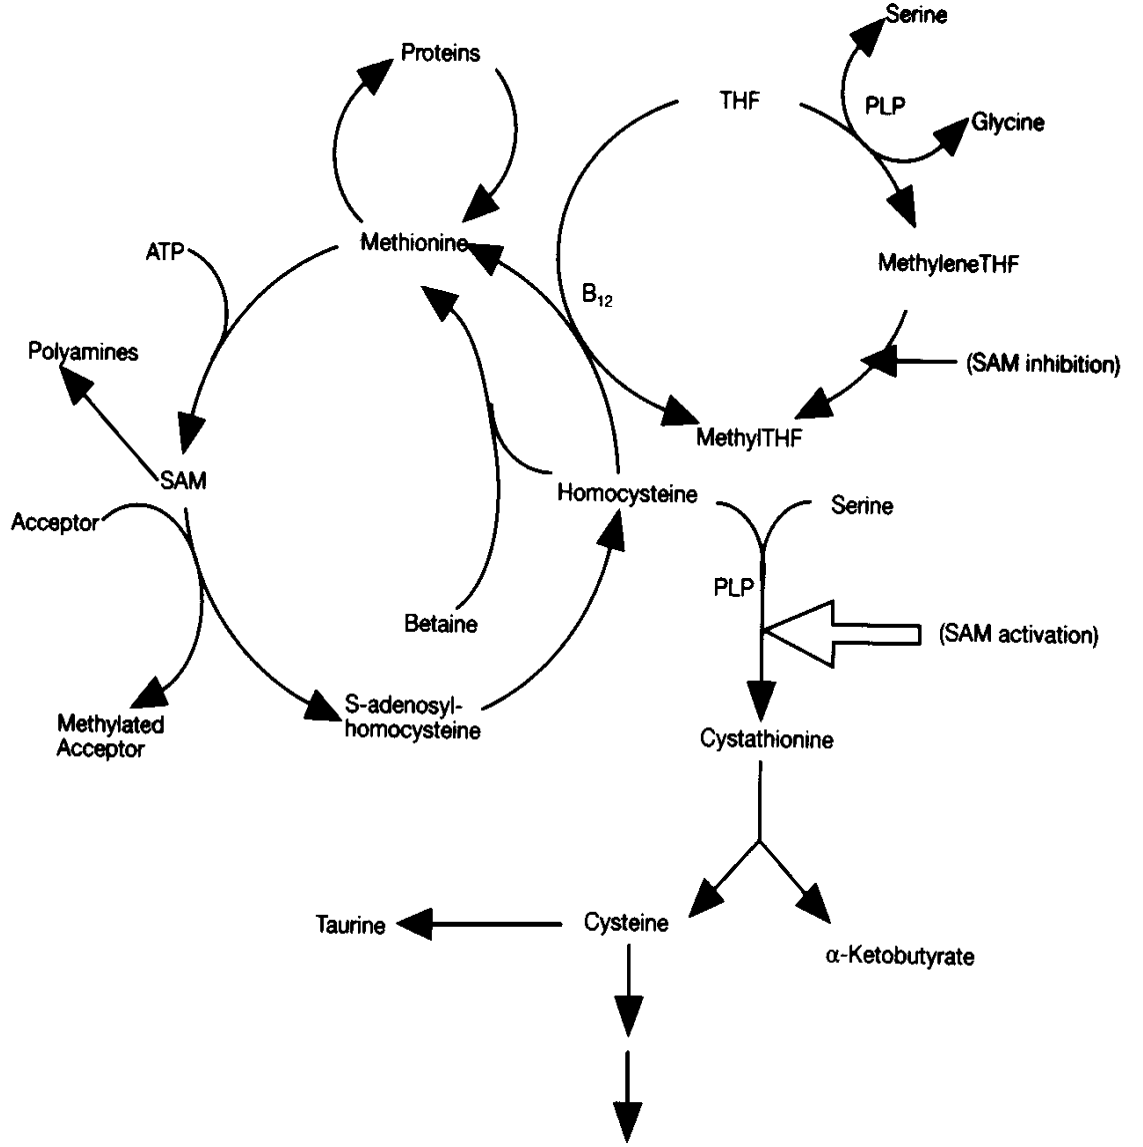 Serine
Proteins
THF
PLP
Glycine
Methionine
ATP
MethyleneTHF
B12
Polyamines
(SAM inhibition)
MethylTHF
SAM
Homocysteine
Serine
Acceptor
PLP
Betaine
(SAM activation)
S-adenosyl-
homocysteine
Methylated
Acceptor
Cystathionine
Taurine
Cysteine
α-Ketobutyrate